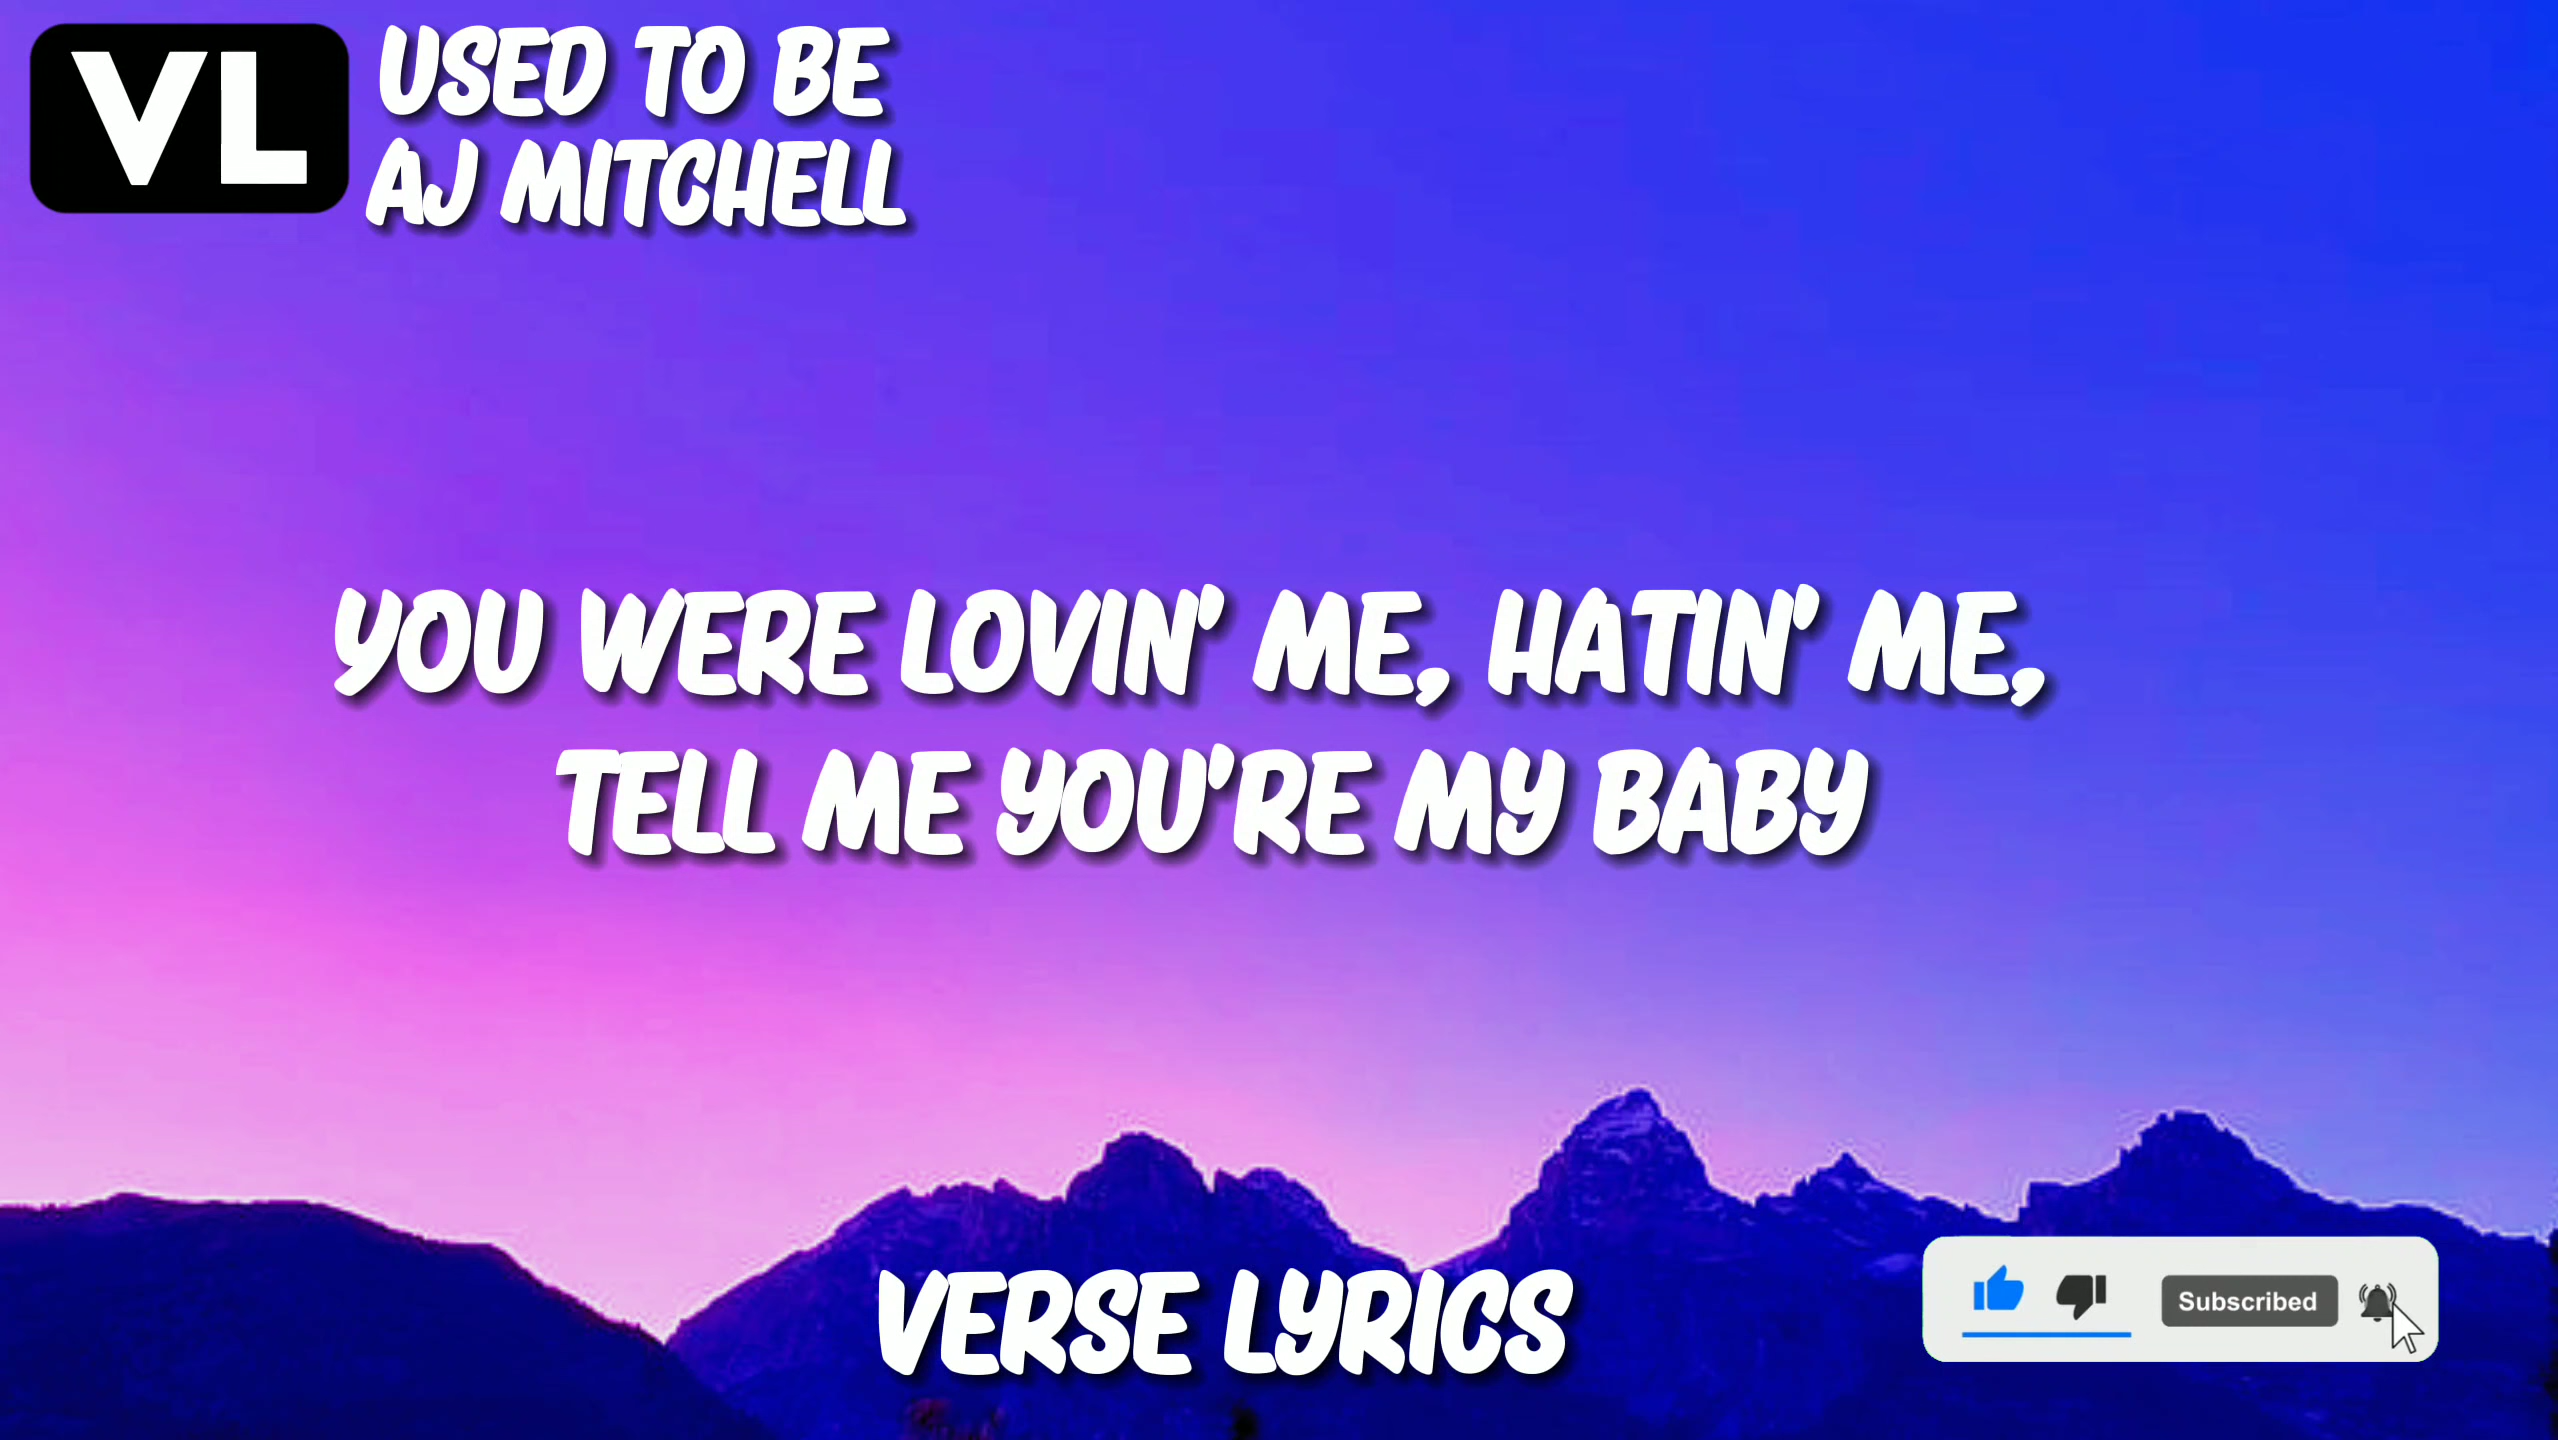 VL
USED TO BE
AJ MITCHELL
YOU WERE LOVIN' ME, HATIN' ME,
TELL ME YOU'RE MY BABY
VERSE LYRICS
Subscribed